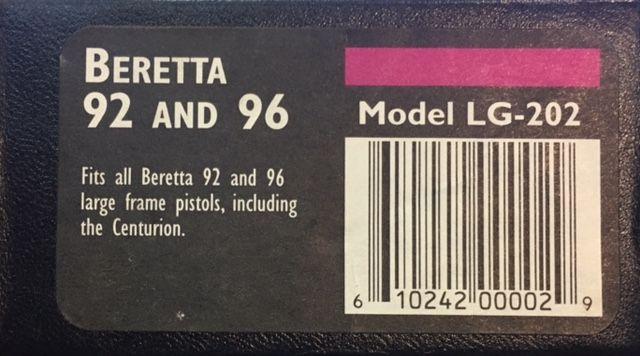 BERETTA
92 AND 96
Fits all Beretta 92 and 96
large frame pistols, including
the Centurion.
Model LG-202
6 10242 00002 9